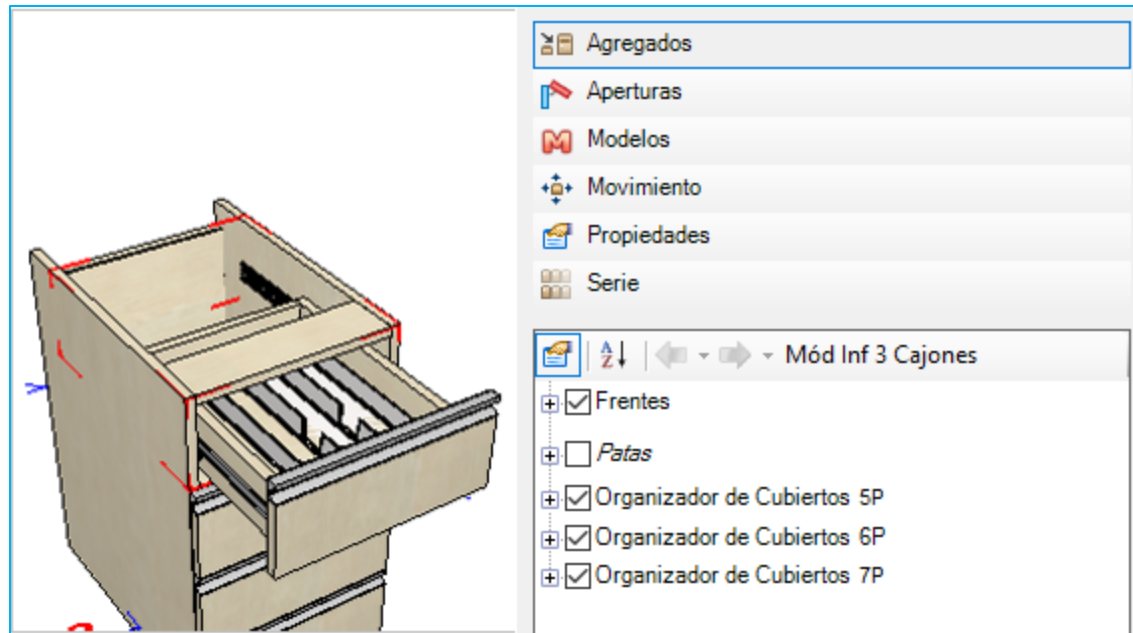 Agregados
Aperturas
Modelos
Movimiento
Propiedades
Serie
Mód Inf 3 Cajones
Frentes
Patas
Organizador de Cubiertos 5P
Organizador de Cubiertos 6P
Organizador de Cubiertos 7P